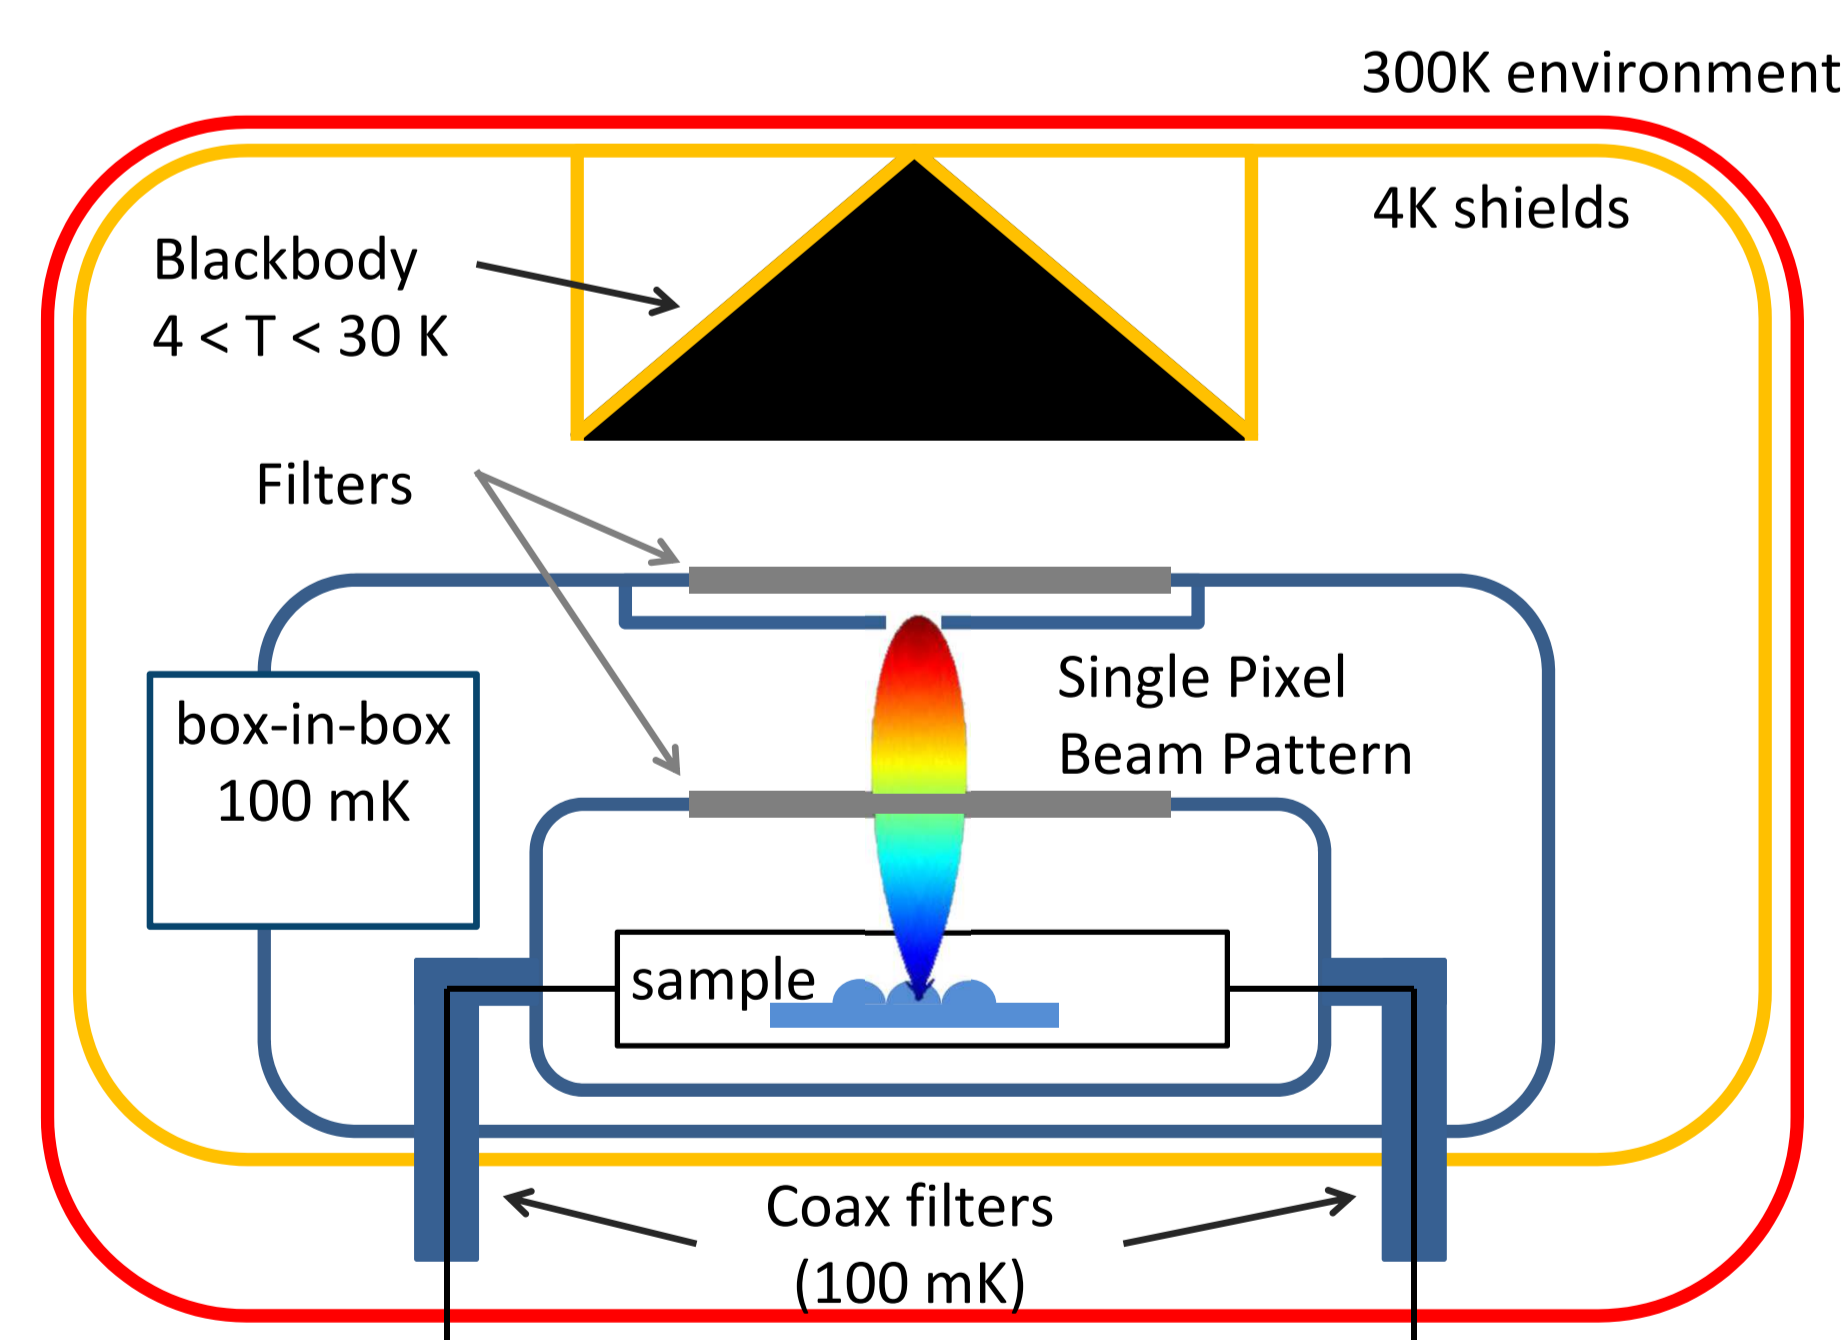 300K environment
4K shields
Blackbody
4 < T < 30 K
Filters
Single Pixel
Beam Pattern
box-in-box
100 mK
sample
Coax filters
(100 mK)